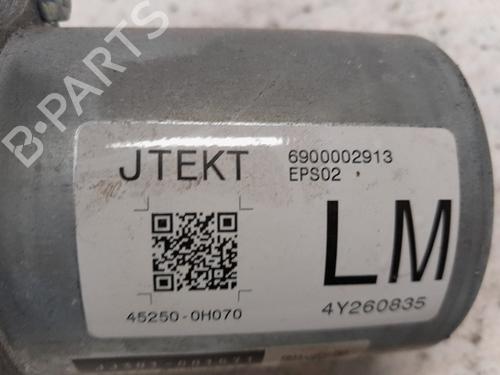 B-PARTS
JTEKT
6900002913
EPS02
LM
45250-0H070
4Y260835